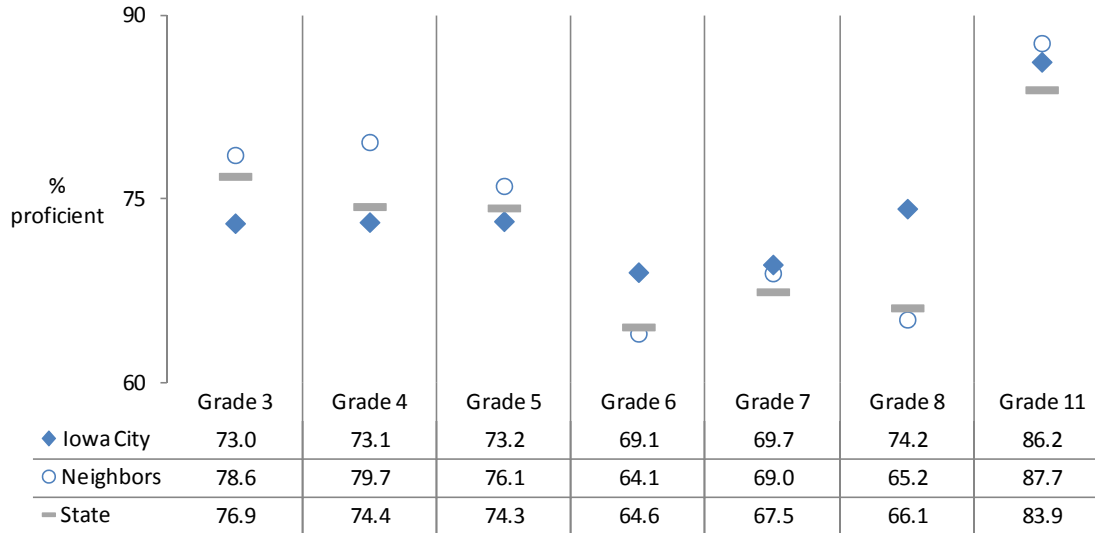 90
75
60
%
proficient
Grade 3 Grade 4 Grade 5 Grade 6 Grade 7 Grade 8 Grade 11
Iowa City 73.0 73.1 73.2 69.1 69.7 74.2 86.2
Neighbors 78.6 79.7 76.1 64.1 69.0 65.2 87.7
State 76.9 74.4 74.3 64.6 67.5 66.1 83.9